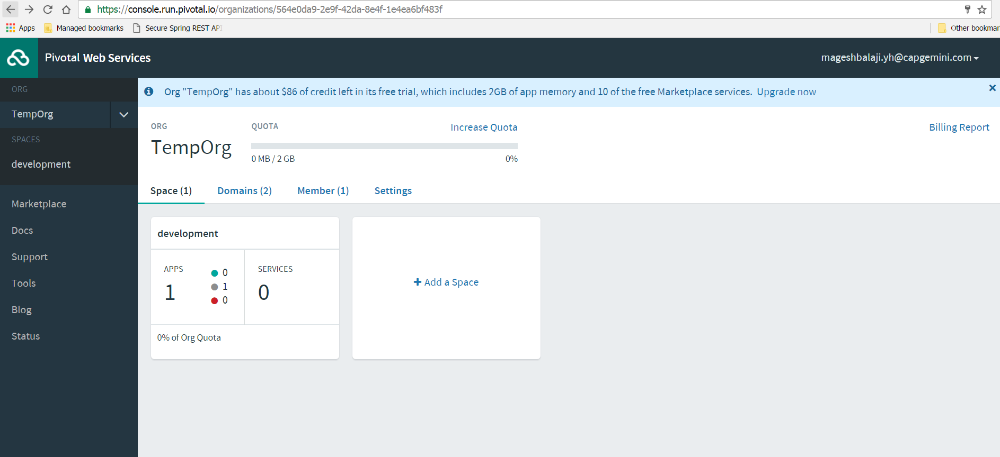 https://console.run.pivotal.io/organizations/564e0da9-2e9f-42da-8e4f-1e4ea6bf483f
Apps Managed bookmarks Secure Spring REST API Other bookmar
Pivotal Web Services mageshbalaji.yh@capgemini.com
ORG
TempOrg
SPACES
development
Marketplace
Docs
Support
Tools
Blog
Status
Org "TempOrg" has about $86 of credit left in its free trial, which includes 2GB of app memory and 10 of the free Marketplace services. Upgrade now
ORG
TempOrg
QUOTA Increase Quota
0 MB / 2 GB 0%
Billing Report
Space (1) Domains (2) Member (1) Settings
development
APPS
1
0
1
0
SERVICES
0
0% of Org Quota
Add a Space